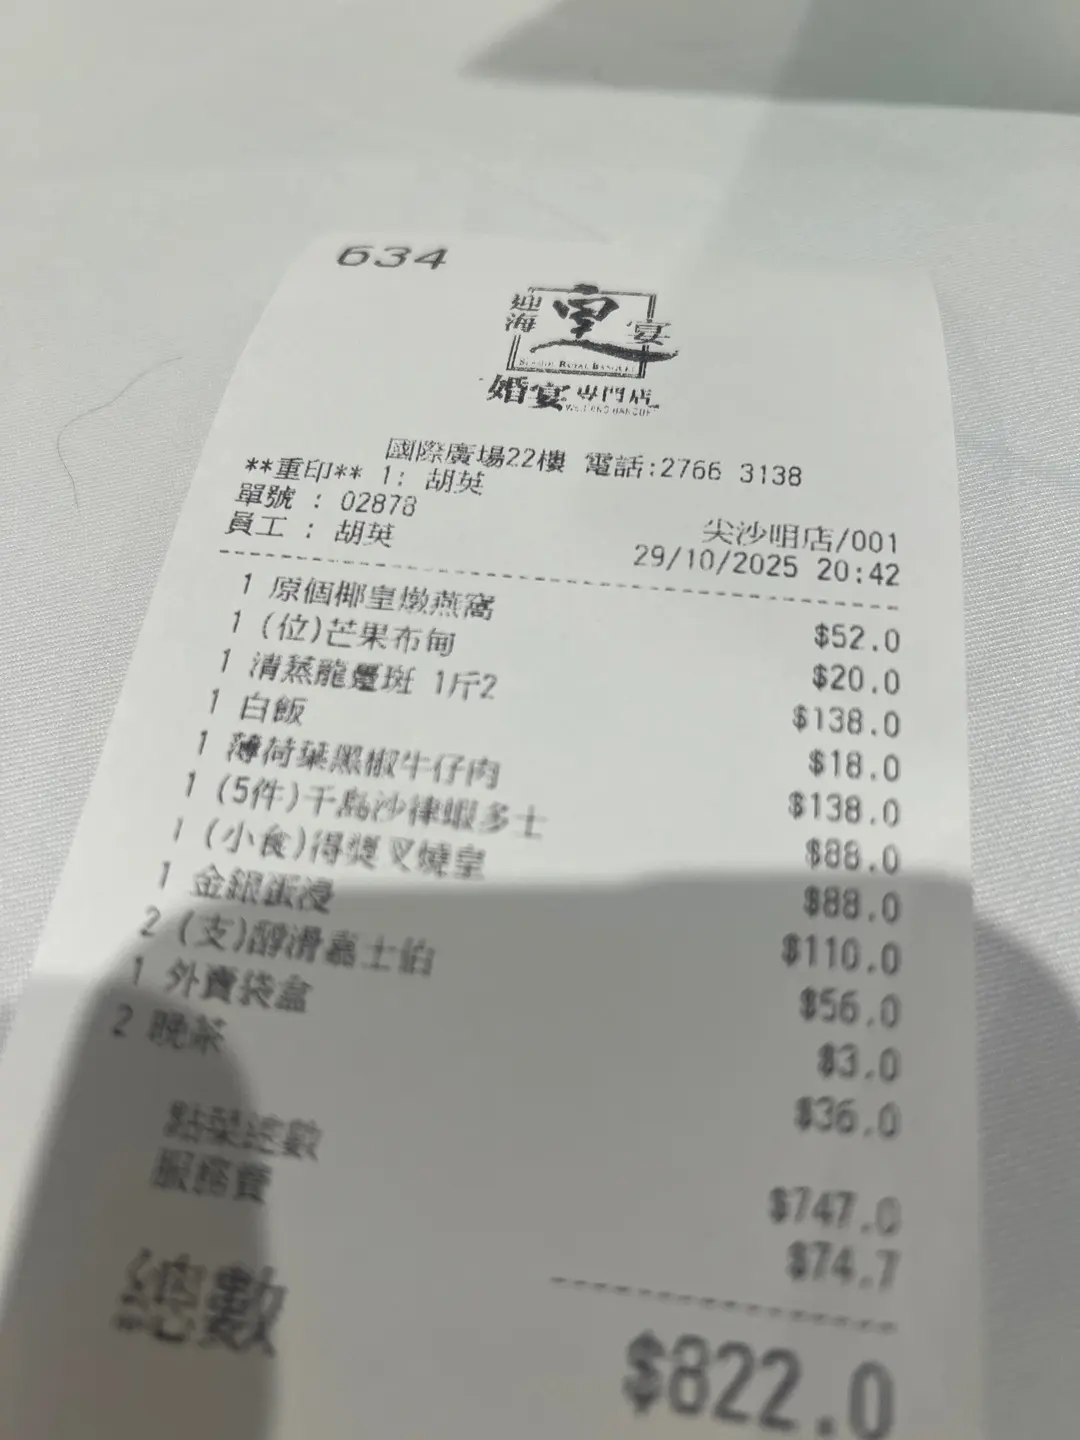 634
迎海 皇宴
SEASIDE ROYAL BANQUET
婚宴專門店
WEDDING BANQUET
國際廣場22樓 電話:2766 3138
**重印** 1: 胡英
單號 : 02878 尖沙咀店/001
員工 : 胡英 29/10/2025 20:42
1 原個椰皇燉燕窩 $52.0
1 (位)芒果布甸 $20.0
1 清蒸龍躉斑 1斤2 $138.0
1 白飯 $18.0
1 薄荷葉黑椒牛仔肉 $138.0
1 (5件)千島沙律蝦多士 $88.0
1 (小食)得獎叉燒皇 $88.0
1 金銀蛋浸 $110.0
2 (支)醇滑嘉士伯 $56.0
1 外賣袋盒 $3.0
2 晚茶 $36.0
點菜總數 $747.0
服務費 $74.7
總數 $822.0